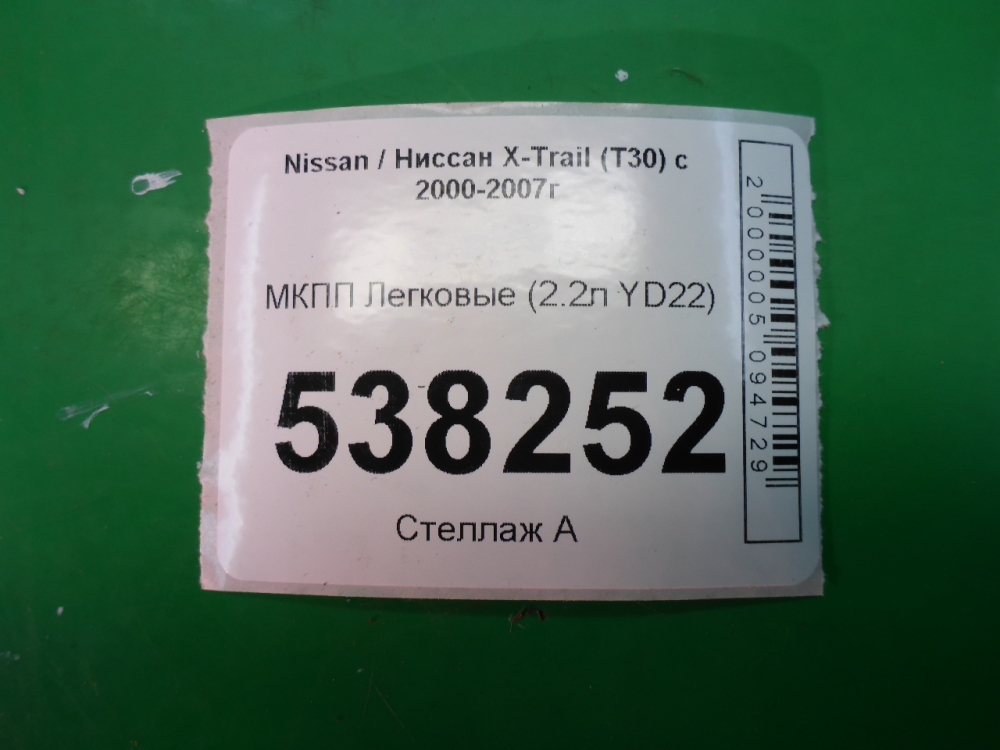 Nissan / Ниссан X-Trail (T30) с
2000-2007г
МКПП Легковые (2.2л YD22)
538252
Стеллаж А
2000005094729